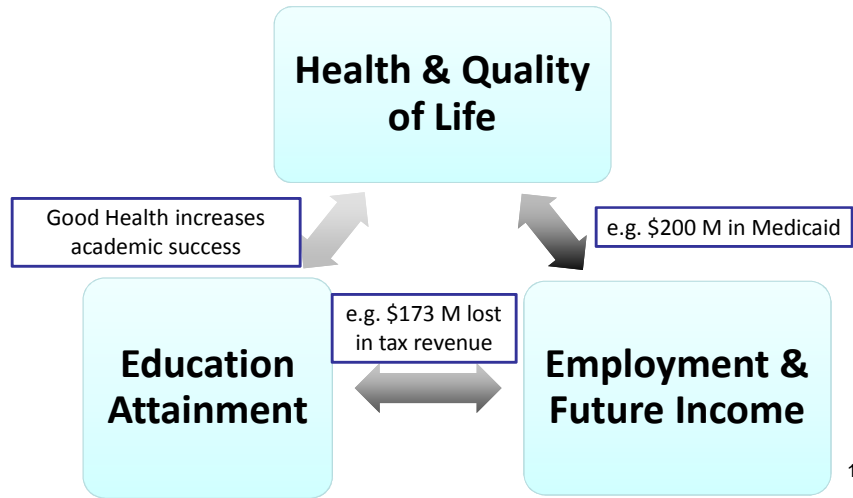 Health & Quality
of Life
Good Health increases
academic success
e.g. $200 M in Medicaid
e.g. $173 M lost
in tax revenue
Education
Attainment
Employment &
Future Income
1